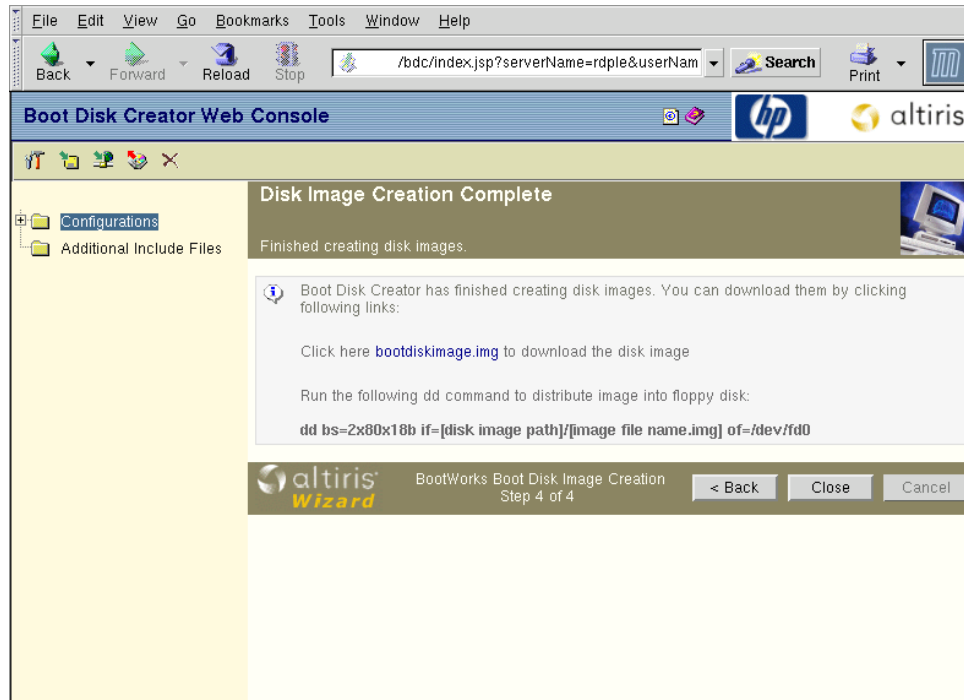 File Edit View Go Bookmarks Tools Window Help
Back Forward Reload Stop /bdc/index.jsp?serverName=rdple&userNam Search Print
Boot Disk Creator Web Console
hp altiris
Configurations
Additional Include Files
Disk Image Creation Complete
Finished creating disk images.
Boot Disk Creator has finished creating disk images. You can download them by clicking
following links:
Click here bootdiskimage.img to download the disk image
Run the following dd command to distribute image into floppy disk:
dd bs=2x80x18b if=[disk image path]/[image file name.img] of=/dev/fd0
altiris
Wizard
BootWorks Boot Disk Image Creation
Step 4 of 4
< Back Close Cancel